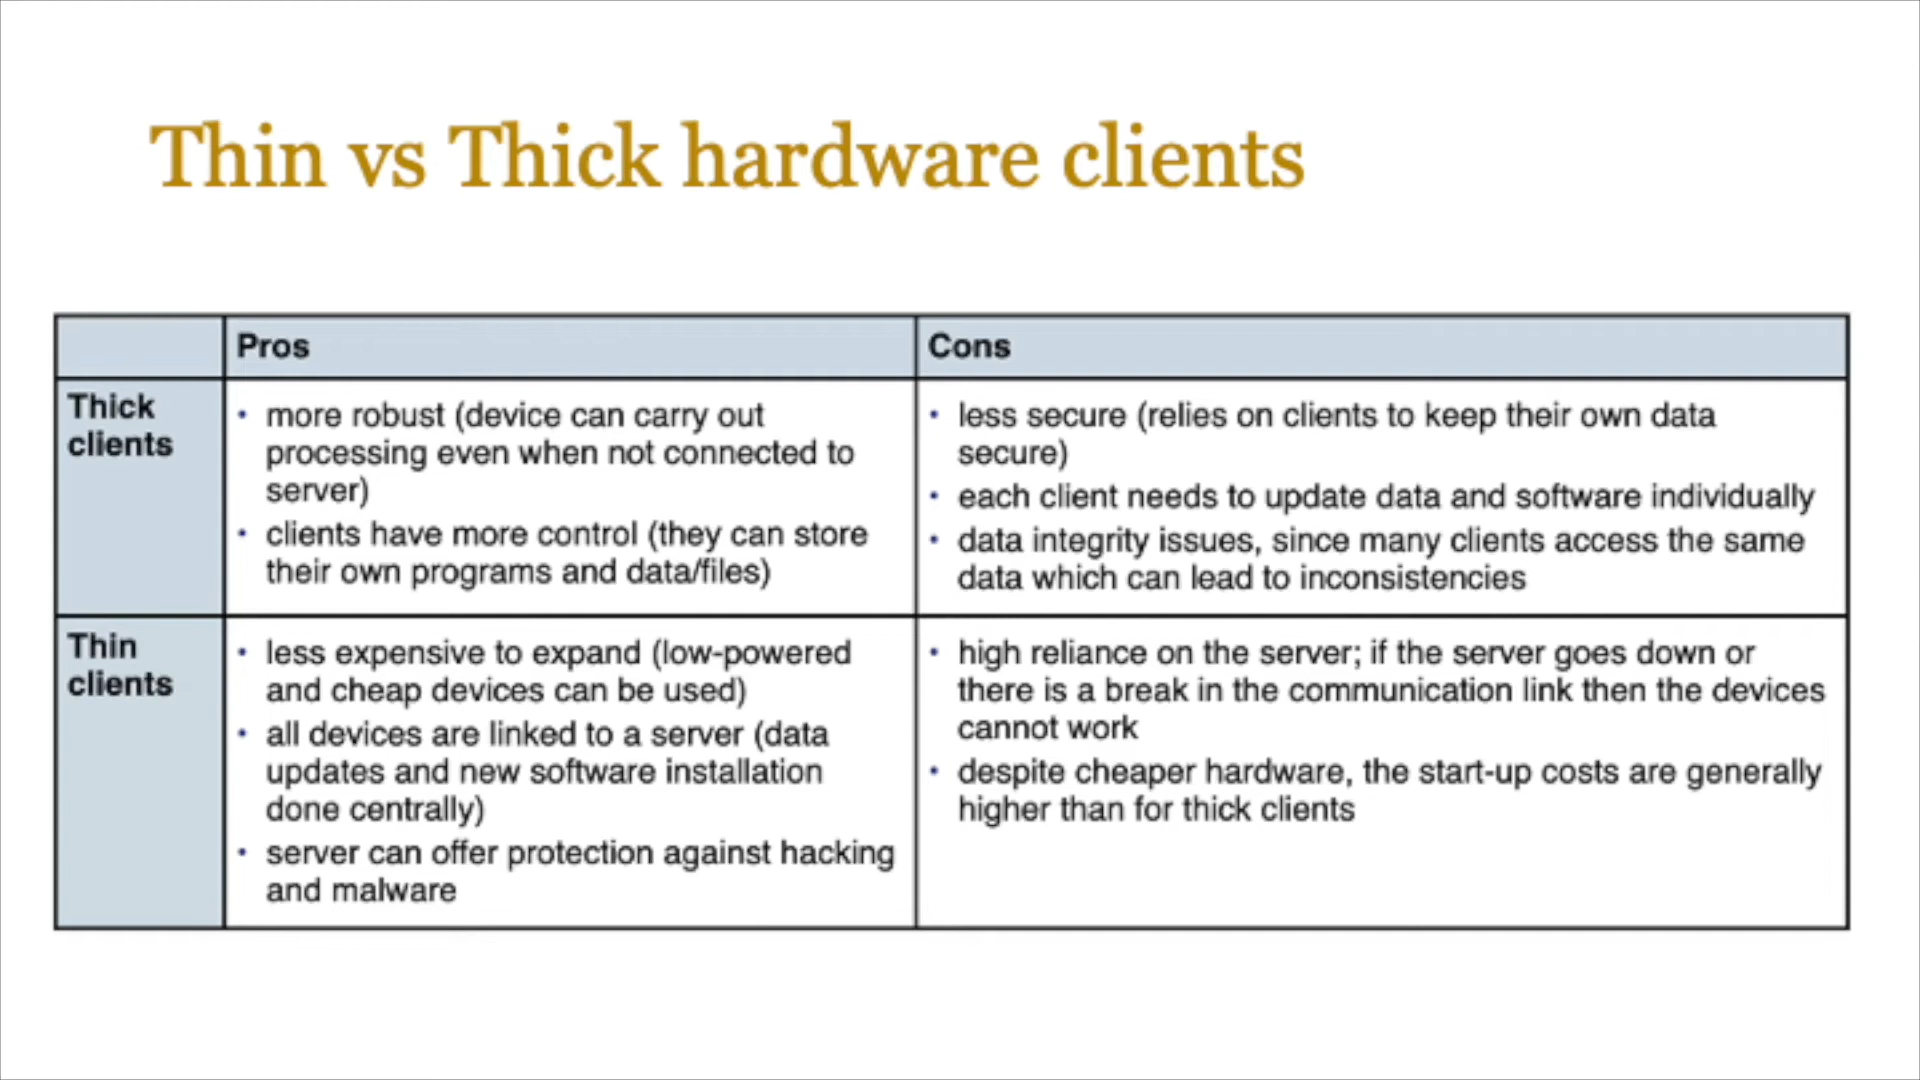 Thin vs Thick hardware clients
Pros
Cons
Thick
clients
• more robust (device can carry out
processing even when not connected to
server)
• clients have more control (they can store
their own programs and data/files)
• less secure (relies on clients to keep their own data
secure)
• each client needs to update data and software individually
• data integrity issues, since many clients access the same
data which can lead to inconsistencies
Thin
clients
• less expensive to expand (low-powered
and cheap devices can be used)
• all devices are linked to a server (data
updates and new software installation
done centrally)
• server can offer protection against hacking
and malware
• high reliance on the server; if the server goes down or
there is a break in the communication link then the devices
cannot work
• despite cheaper hardware, the start-up costs are generally
higher than for thick clients